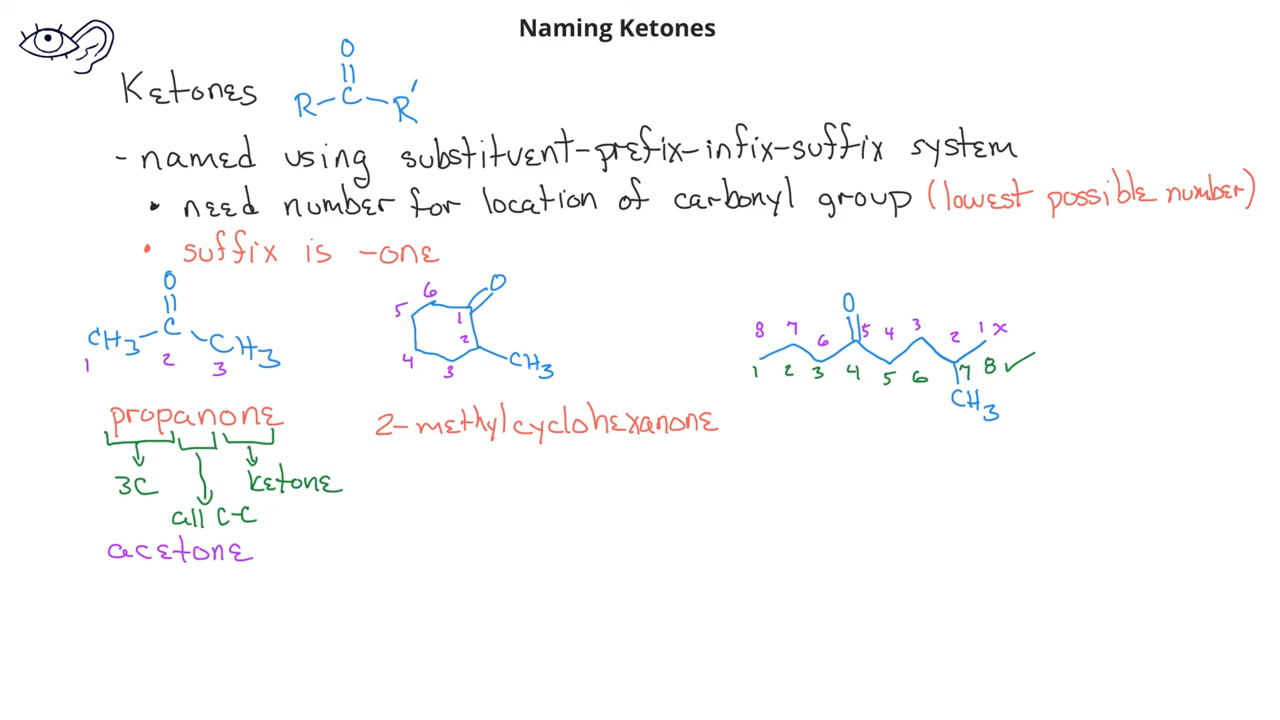 Naming Ketones
Ketones
O
||
R-C-R'
- named using substituent-prefix-infix-suffix system
• need number for location of carbonyl group (lowest possible number)
• suffix is -one
O
||
CH3-C-CH3
1 2 3
propanone
3C
all C-C
ketone
acetone
O
6
5
1
2
4
3
CH3
2-methylcyclohexanone
O
8 7 6 5 4 3 2 1 x
1 2 3 4 5 6 7 8 ✓
CH3